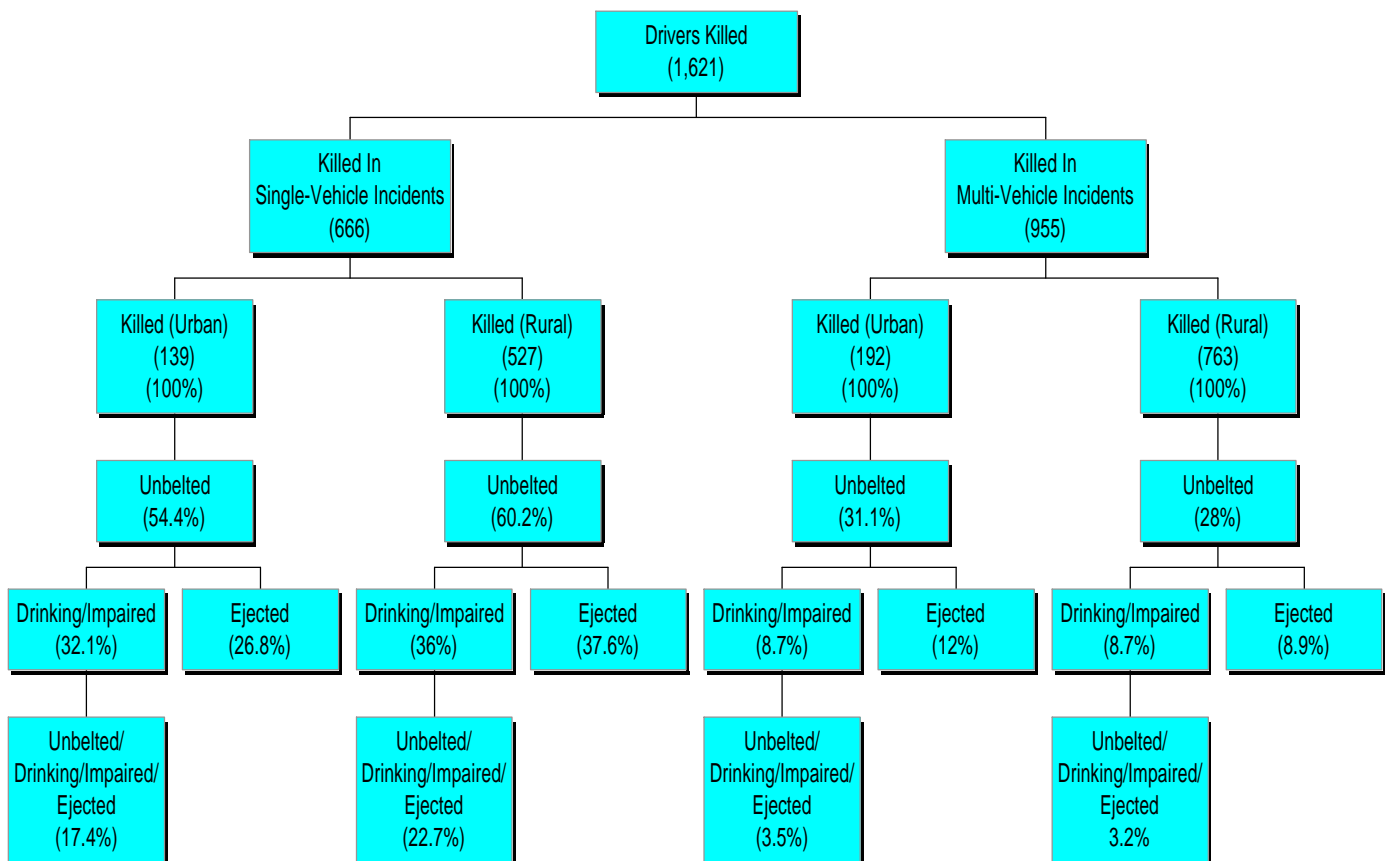 Drivers Killed
(1,621)
Killed In
Single-Vehicle Incidents
(666)
Killed In
Multi-Vehicle Incidents
(955)
Killed (Urban)
(139)
(100%)
Killed (Rural)
(527)
(100%)
Killed (Urban)
(192)
(100%)
Killed (Rural)
(763)
(100%)
Unbelted
(54.4%)
Unbelted
(60.2%)
Unbelted
(31.1%)
Unbelted
(28%)
Drinking/Impaired
(32.1%)
Ejected
(26.8%)
Drinking/Impaired
(36%)
Ejected
(37.6%)
Drinking/Impaired
(8.7%)
Ejected
(12%)
Drinking/Impaired
(8.7%)
Ejected
(8.9%)
Unbelted/
Drinking/Impaired/
Ejected
(17.4%)
Unbelted/
Drinking/Impaired/
Ejected
(22.7%)
Unbelted/
Drinking/Impaired/
Ejected
(3.5%)
Unbelted/
Drinking/Impaired/
Ejected
3.2%